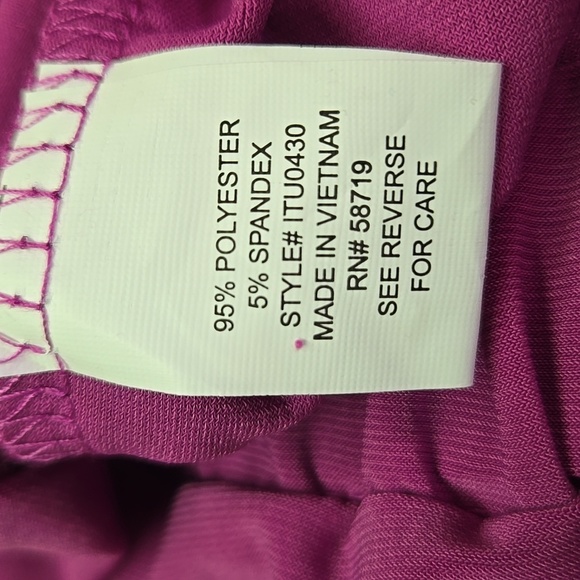 95% POLYESTER
5% SPANDEX
STYLE# ITU0430
MADE IN VIETNAM
RN# 58719
SEE REVERSE
FOR CARE